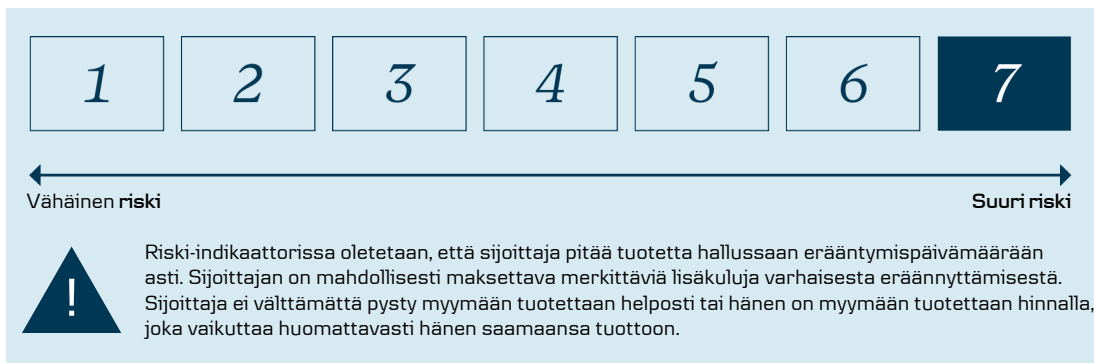 1 2 3 4 5 6 7
Vähäinen riski Suuri riski
Riski-indikaattorissa oletetaan, että sijoittaja pitää tuotetta hallussaan erääntymispäivämäärään
asti. Sijoittajan on mahdollisesti maksettava merkittäviä lisäkuluja varhaisesta eräännyttämisestä.
Sijoittaja ei välttämättä pysty myymään tuotettaan helposti tai hänen on myymään tuotettaan hinnalla,
joka vaikuttaa huomattavasti hänen saamaansa tuottoon.
!